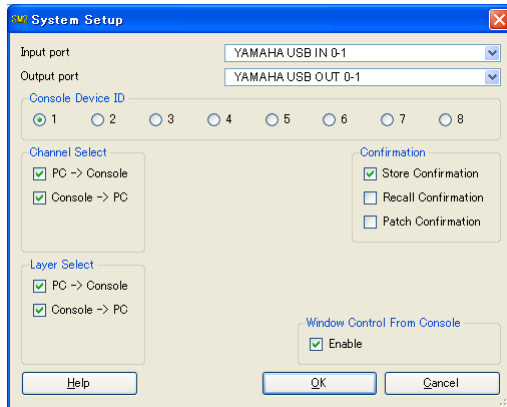 SM2 System Setup
Input port YAMAHA USB IN 0-1
Output port YAMAHA USB OUT 0-1
Console Device ID
1 2 3 4 5 6 7 8
Channel Select Confirmation
PC -> Console Store Confirmation
Console -> PC Recall Confirmation
Patch Confirmation
Layer Select
PC -> Console
Console -> PC
Window Control From Console
Enable
Help OK Cancel